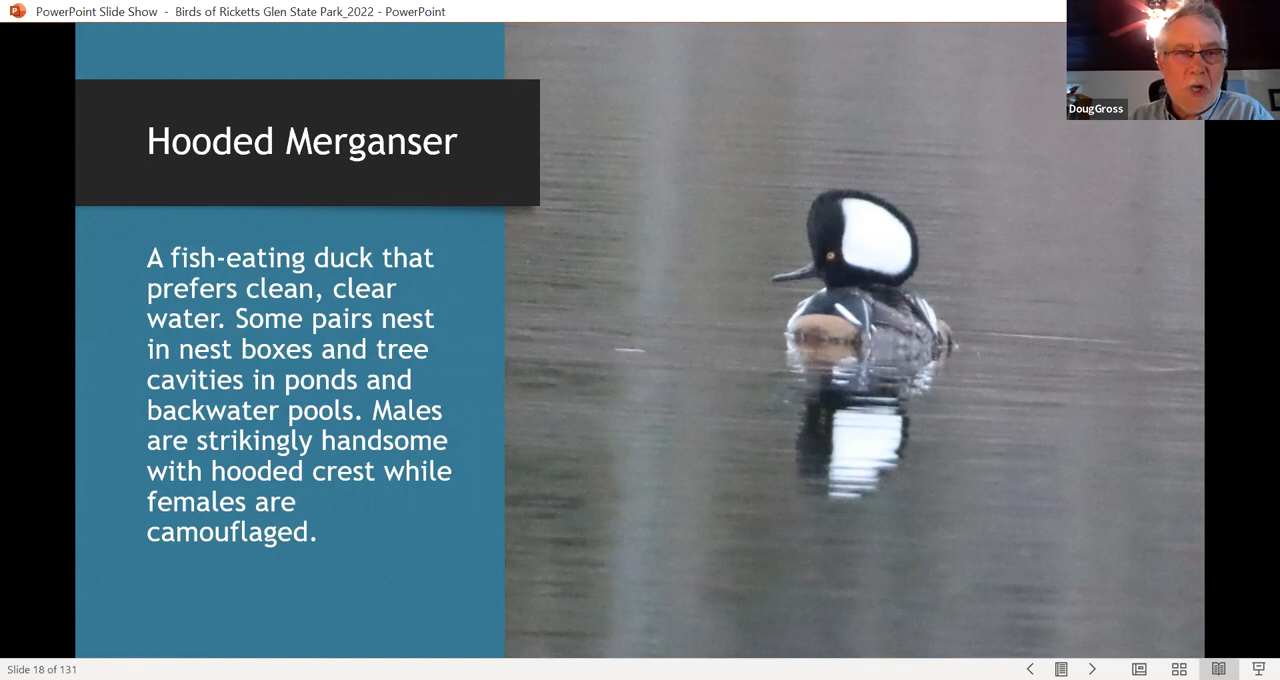 PowerPoint Slide Show - Birds of Ricketts Glen State Park_2022 - PowerPoint
DougGross
Hooded Merganser
A fish-eating duck that
prefers clean, clear
water. Some pairs nest
in nest boxes and tree
cavities in ponds and
backwater pools. Males
are strikingly handsome
with hooded crest while
females are
camouflaged.
Slide 18 of 131